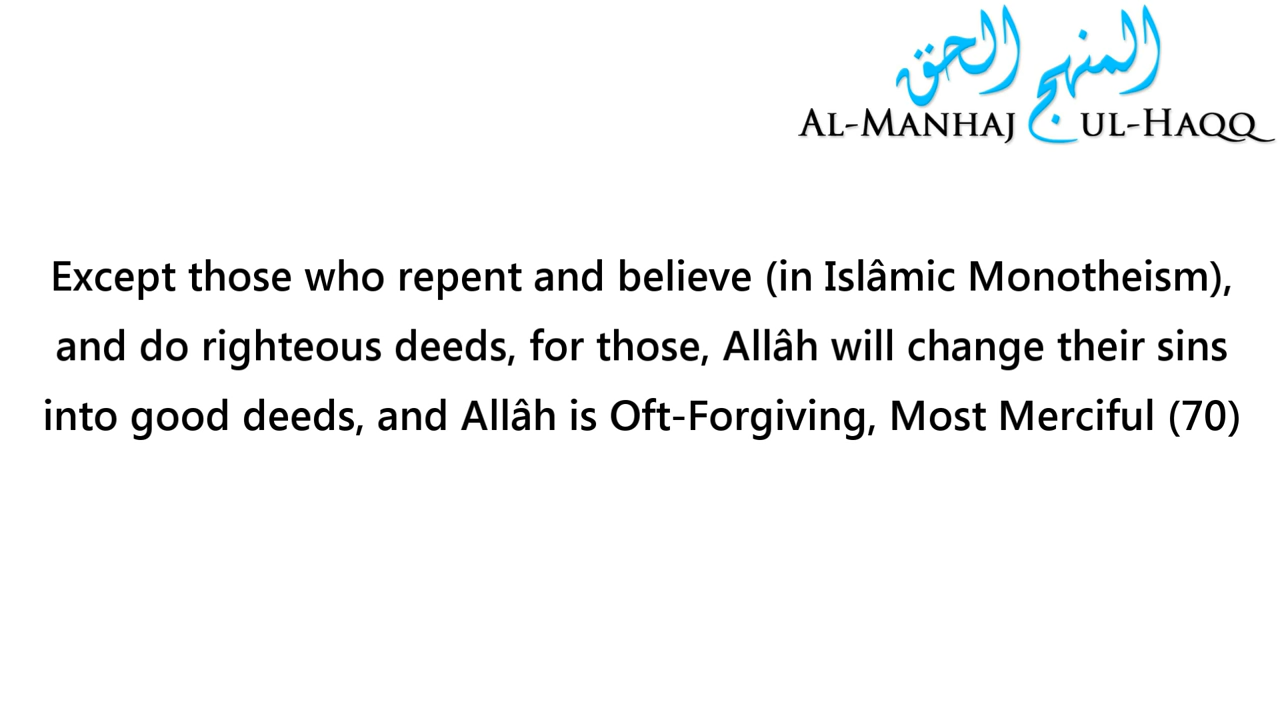 المنهج الحق
AL-MANHAJ UL-HAQQ
Except those who repent and believe (in Islâmic Monotheism),
and do righteous deeds, for those, Allâh will change their sins
into good deeds, and Allâh is Oft-Forgiving, Most Merciful (70)